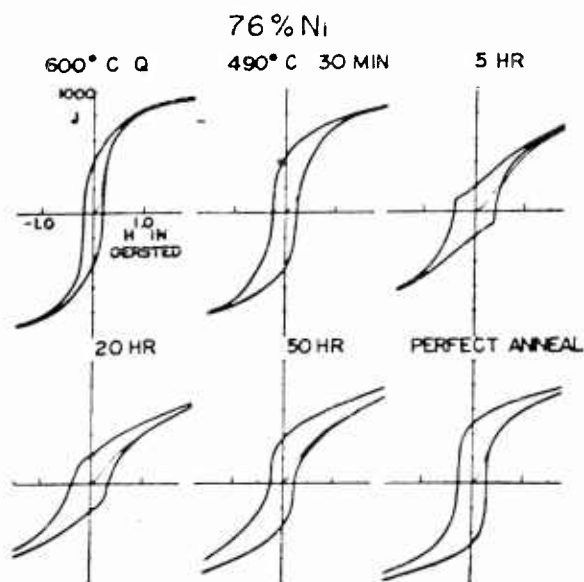 76% Ni
600° C Q
490° C 30 MIN
5 HR
1000
J
-1.0
1.0
H IN
OERSTED
20 HR
50 HR
PERFECT ANNEAL